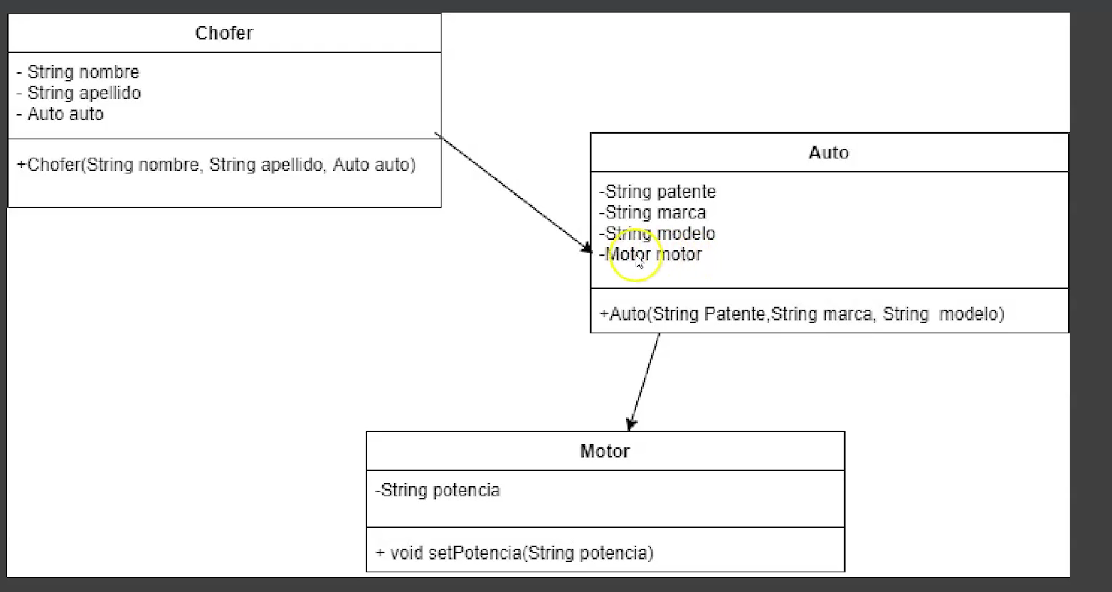 Chofer
- String nombre
- String apellido
- Auto auto
+Chofer(String nombre, String apellido, Auto auto)
Auto
-String patente
-String marca
-String modelo
-Motor motor
+Auto(String Patente,String marca, String  modelo)
Motor
-String potencia
+ void setPotencia(String potencia)